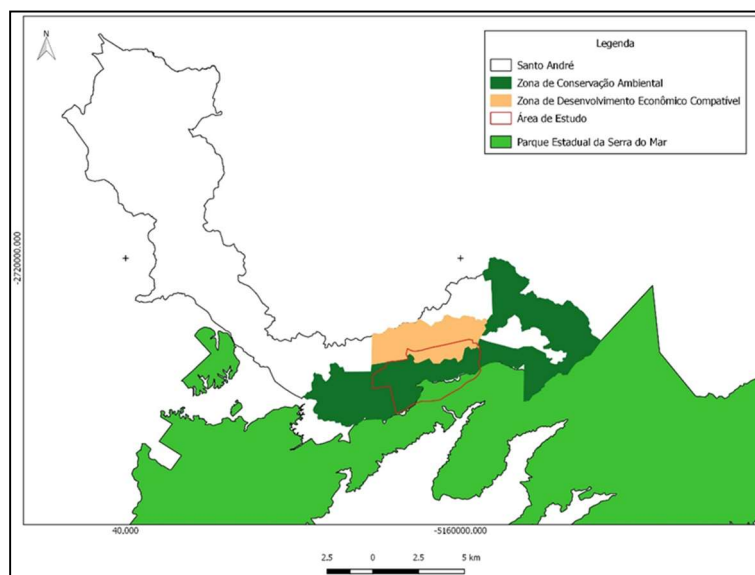 N
Legenda
Santo André
Zona de Conservação Ambiental
Zona de Desenvolvimento Econômico Compatível
Área de Estudo
Parque Estadual da Serra do Mar
-2720000.000
40,000
-5160000.000
2.5 0 2.5 5 km